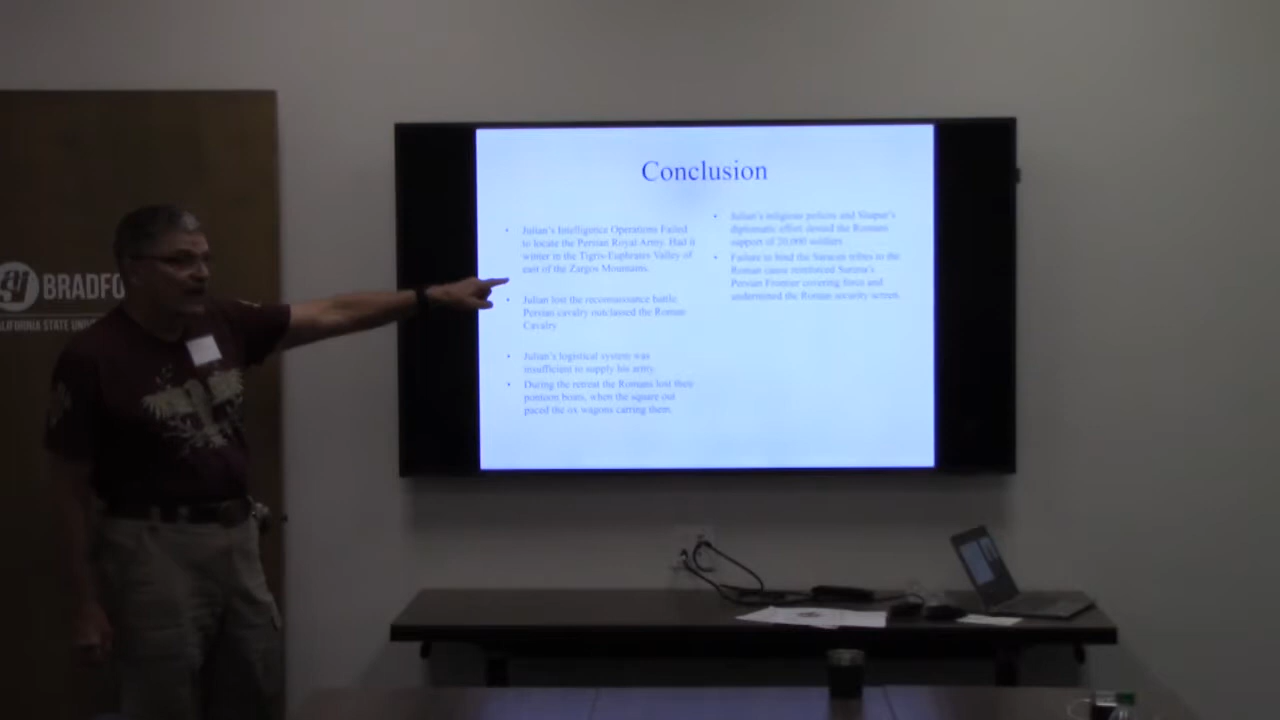 BRADFO
ALIFORNIA STATE UNIV
Conclusion
• Julian's Intelligence Operations Failed
to locate the Persian Royal Army. Had it
winter in the Tigris-Euphrates Valley of
east of the Zargos Mountains.
• Julian lost the reconnaissance battle.
Persian cavalry outclassed the Roman
Cavalry
• Julian's logistical system was
insufficient to supply his army
• During the retreat the Romans lost their
pontoon boats, when the square out
paced the ox wagons carring them.
• Julian's religious policies and Shapur's
diplomatic effort denied the Romans
support of 20,000 soldiers
• Failure to bind the Saracen tribes to the
Roman cause reinforced Surena's
Persian Frontier covering force and
undermined the Roman security screen.